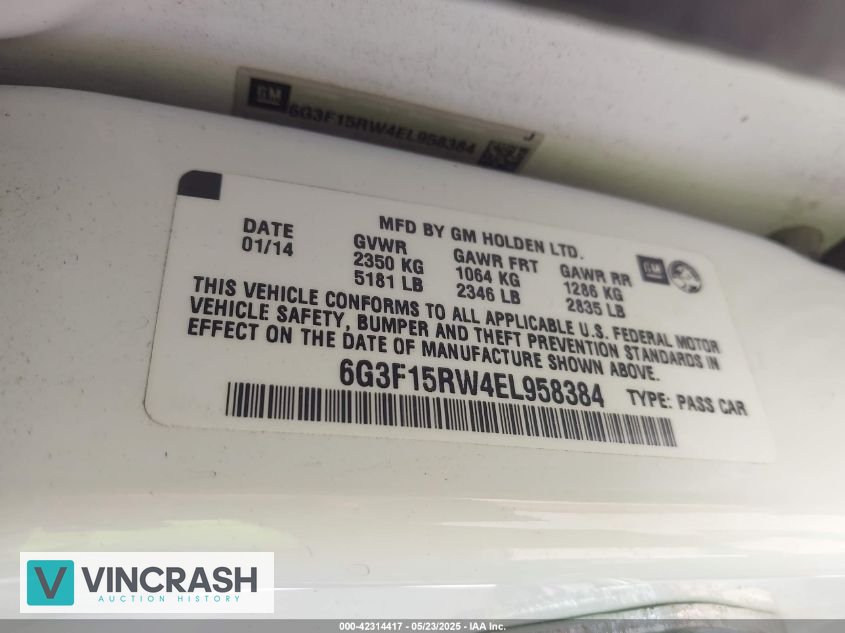 GM
6G3F15RW4EL958384
J
MFD BY GM HOLDEN LTD.
DATE GVWR GAWR FRT GAWR RR
01/14 2350 KG 1064 KG 1286 KG
5181 LB 2346 LB 2835 LB
GM
THIS VEHICLE CONFORMS TO ALL APPLICABLE U.S. FEDERAL MOTOR
VEHICLE SAFETY, BUMPER AND THEFT PREVENTION STANDARDS IN
EFFECT ON THE DATE OF MANUFACTURE SHOWN ABOVE.
6G3F15RW4EL958384 TYPE: PASS CAR
V VINCRASH
AUCTION HISTORY
000-42314417 - 05/23/2025 - IAA Inc.